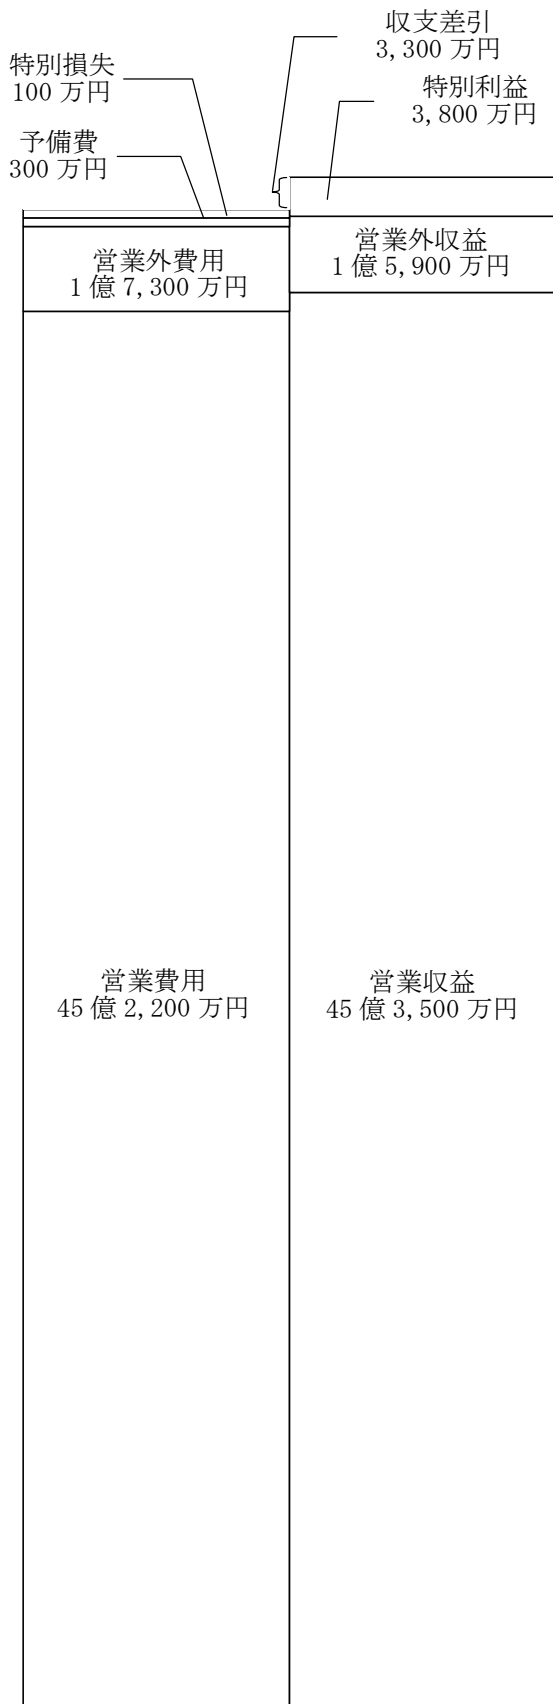 収支差引
3,300 万円
特別損失
100 万円
特別利益
3,800 万円
予備費
300 万円
営業外費用
1 億 7,300 万円
営業外収益
1 億 5,900 万円
営業費用
45 億 2,200 万円
営業収益
45 億 3,500 万円